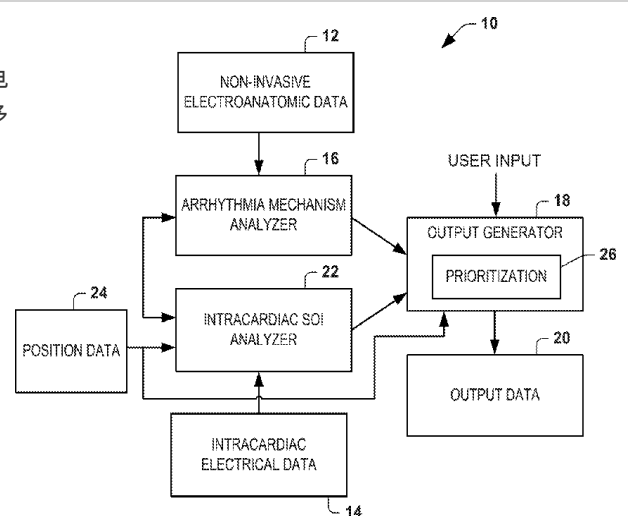 10
12
NON-INVASIVE
ELECTROANATOMIC DATA
16
ARRHYTHMIA MECHANISM
ANALYZER
USER INPUT
18
OUTPUT GENERATOR
26
PRIORITIZATION
22
INTRACARDIAC SOI
ANALYZER
24
POSITION DATA
20
OUTPUT DATA
INTRACARDIAC
ELECTRICAL DATA
14